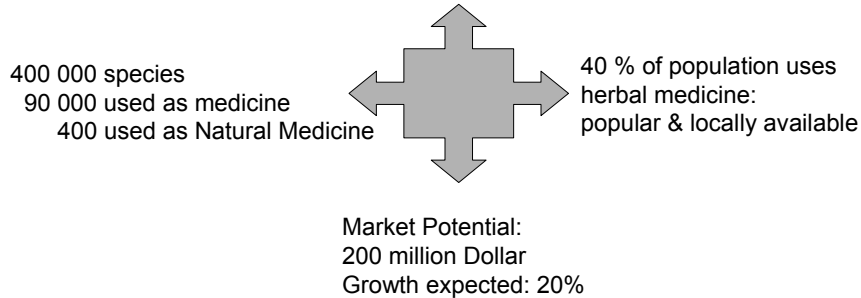 400 000 species
90 000 used as medicine
400 used as Natural Medicine
40 % of population uses
herbal medicine:
popular & locally available
Market Potential:
200 million Dollar
Growth expected: 20%